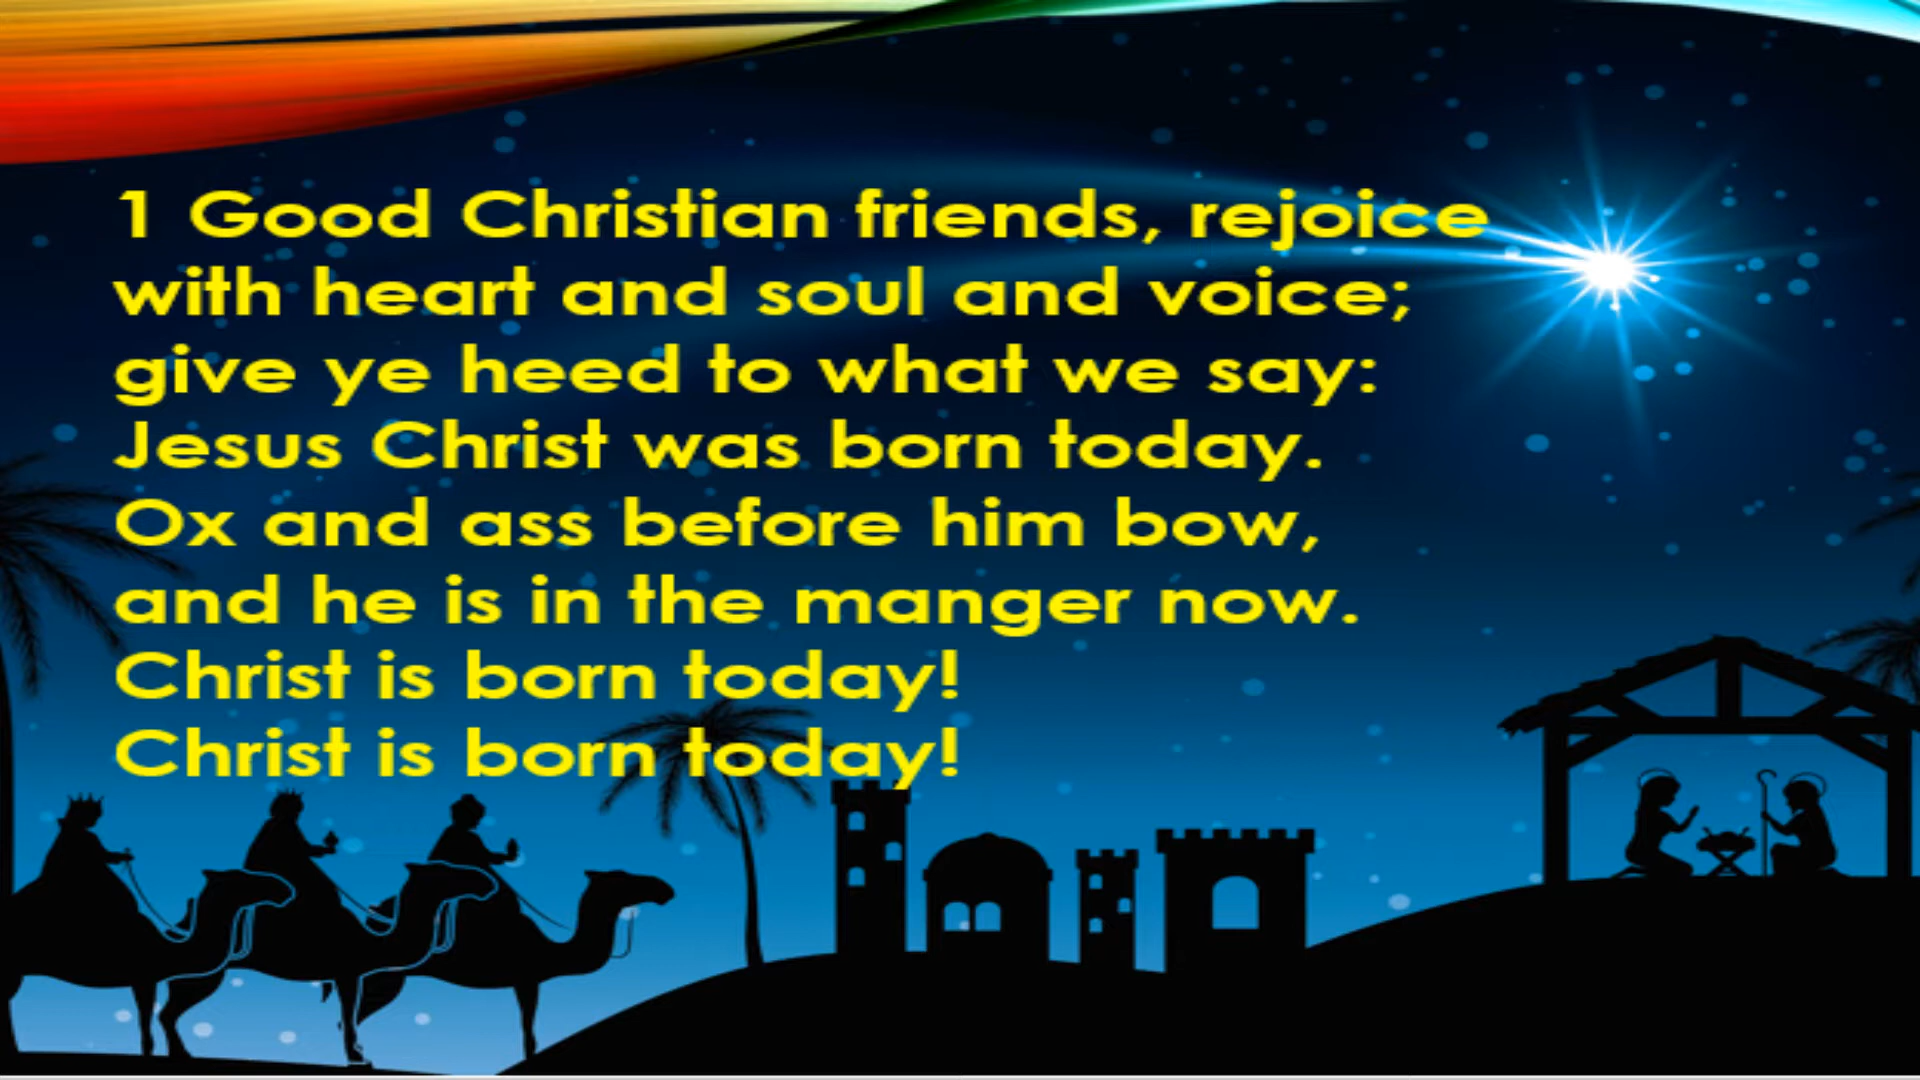 1 Good Christian friends, rejoice
with heart and soul and voice;
give ye heed to what we say:
Jesus Christ was born today.
Ox and ass before him bow,
and he is in the manger now.
Christ is born today!
Christ is born today!